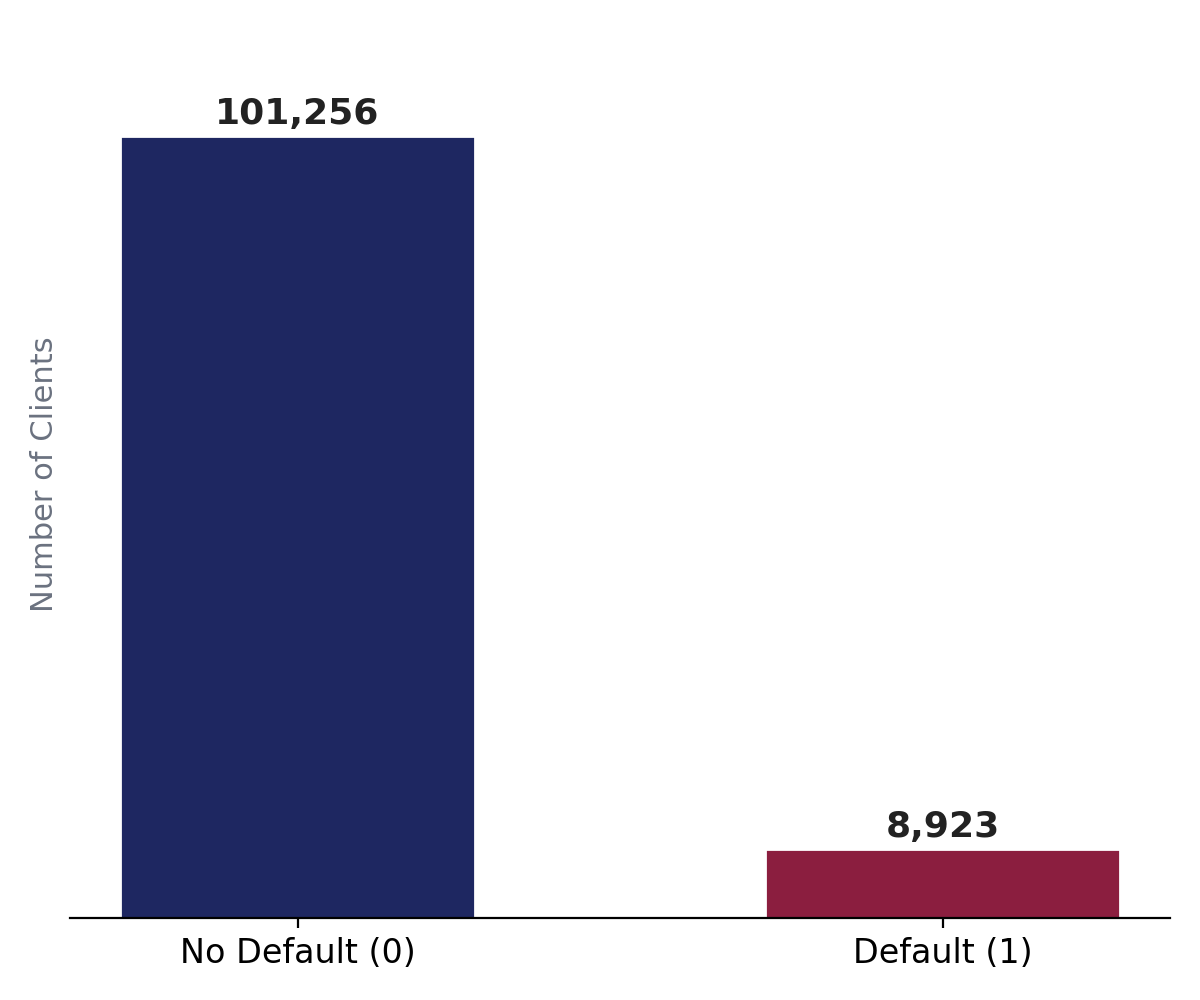 101,256
Number of Clients
8,923
No Default (0)
Default (1)